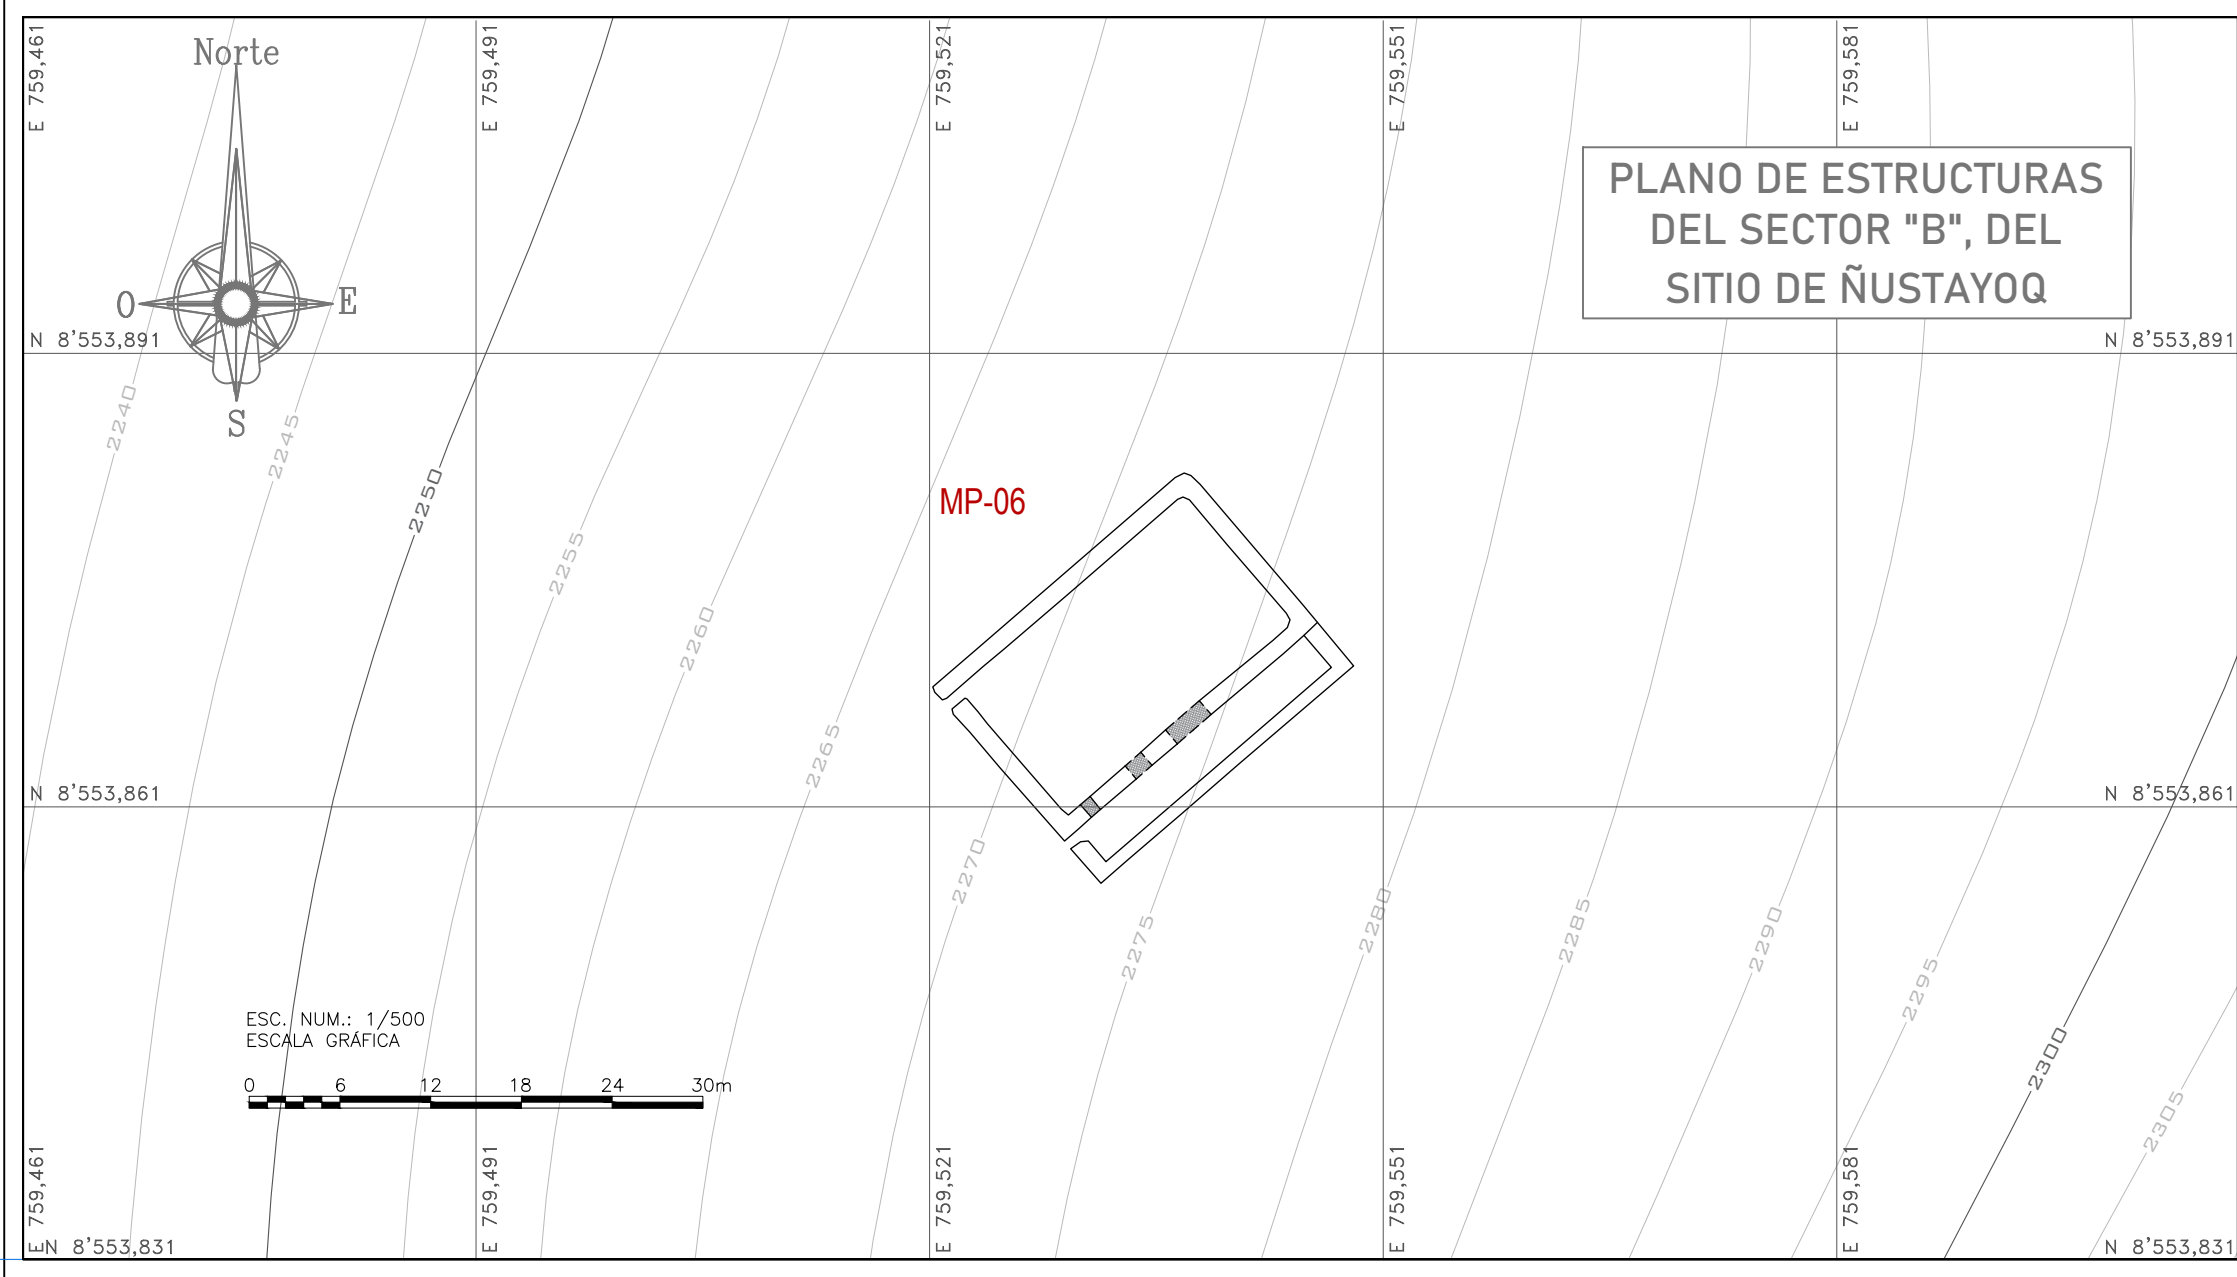 E 759,461
E 759,491
E 759,521
E 759,551
E 759,581
Norte
O
E
S
PLANO DE ESTRUCTURAS
DEL SECTOR "B", DEL
SITIO DE ÑUSTAYOQ
N 8'553,891
N 8'553,891
2240
2245
2250
MP-06
2255
2260
2265
N 8'553,861
N 8'553,861
2270
2275
2280
2285
2290
2295
2300
2305
ESC. NUM.: 1/500
ESCALA GRÁFICA
0 6 12 18 24 30m
E 759,461
E 759,491
E 759,521
E 759,551
E 759,581
N 8'553,831
N 8'553,831